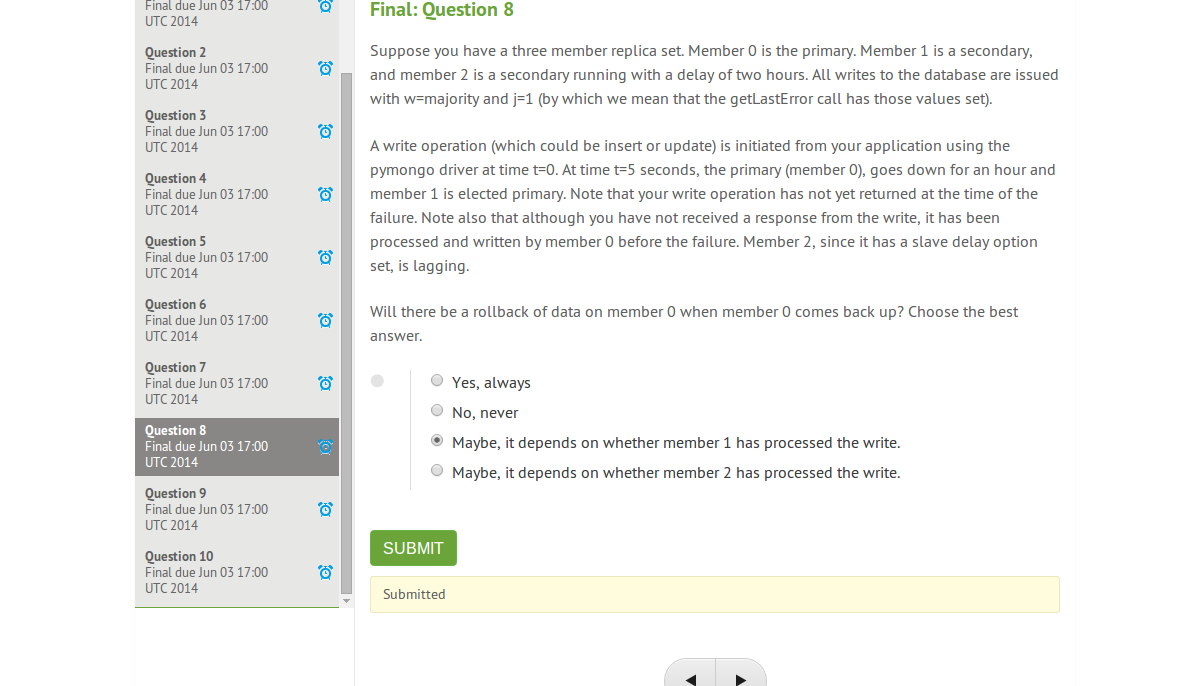 Final due Jun 03 17:00
UTC 2014
Question 2
Final due Jun 03 17:00
UTC 2014
Question 3
Final due Jun 03 17:00
UTC 2014
Question 4
Final due Jun 03 17:00
UTC 2014
Question 5
Final due Jun 03 17:00
UTC 2014
Question 6
Final due Jun 03 17:00
UTC 2014
Question 7
Final due Jun 03 17:00
UTC 2014
Question 8
Final due Jun 03 17:00
UTC 2014
Question 9
Final due Jun 03 17:00
UTC 2014
Question 10
Final due Jun 03 17:00
UTC 2014
Final: Question 8
Suppose you have a three member replica set. Member 0 is the primary. Member 1 is a secondary,
and member 2 is a secondary running with a delay of two hours. All writes to the database are issued
with w=majority and j=1 (by which we mean that the getLastError call has those values set).
A write operation (which could be insert or update) is initiated from your application using the
pymongo driver at time t=0. At time t=5 seconds, the primary (member 0), goes down for an hour and
member 1 is elected primary. Note that your write operation has not yet returned at the time of the
failure. Note also that although you have not received a response from the write, it has been
processed and written by member 0 before the failure. Member 2, since it has a slave delay option
set, is lagging.
Will there be a rollback of data on member 0 when member 0 comes back up? Choose the best
answer.
Yes, always
No, never
Maybe, it depends on whether member 1 has processed the write.
Maybe, it depends on whether member 2 has processed the write.
SUBMIT
Submitted